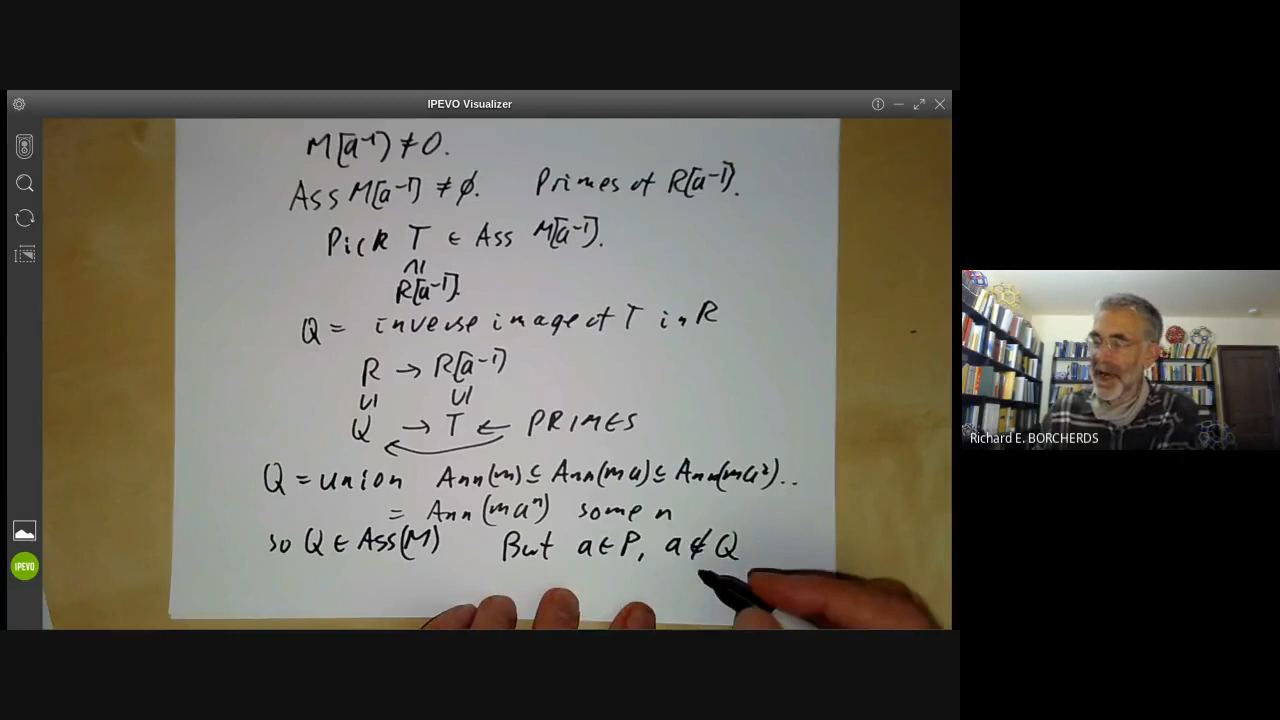 IPEVO Visualizer
M[a⁻¹] ≠ 0.
Ass M[a⁻¹] ≠ ∅. Primes of R[a⁻¹].
Pick T ∈ Ass M[a⁻¹].
∩|
R[a⁻¹].
Q = inverse image of T in R
R → R[a⁻¹]
∪| ∪|
Q → T ← PRIMES
Q = union Ann(m) ⊆ Ann(ma) ⊆ Ann(ma²)..
= Ann(maⁿ) some n
so Q ∈ Ass(M) But a ∈ P, a ∉ Q
Richard E. BORCHERDS
IPEVO